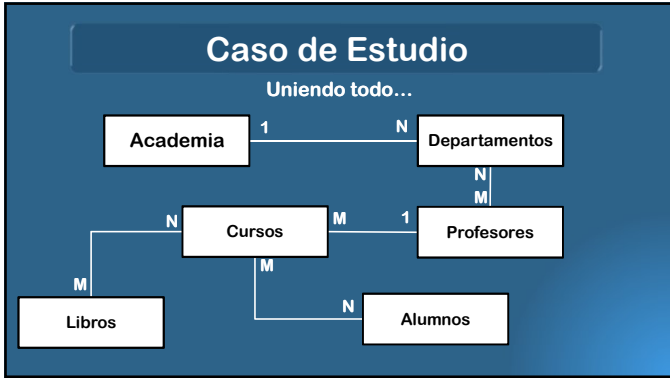 Caso de Estudio
Uniendo todo...
Academia
1
N
Departamentos
N
M
N
Cursos
M
1
Profesores
M
M
Libros
N
Alumnos